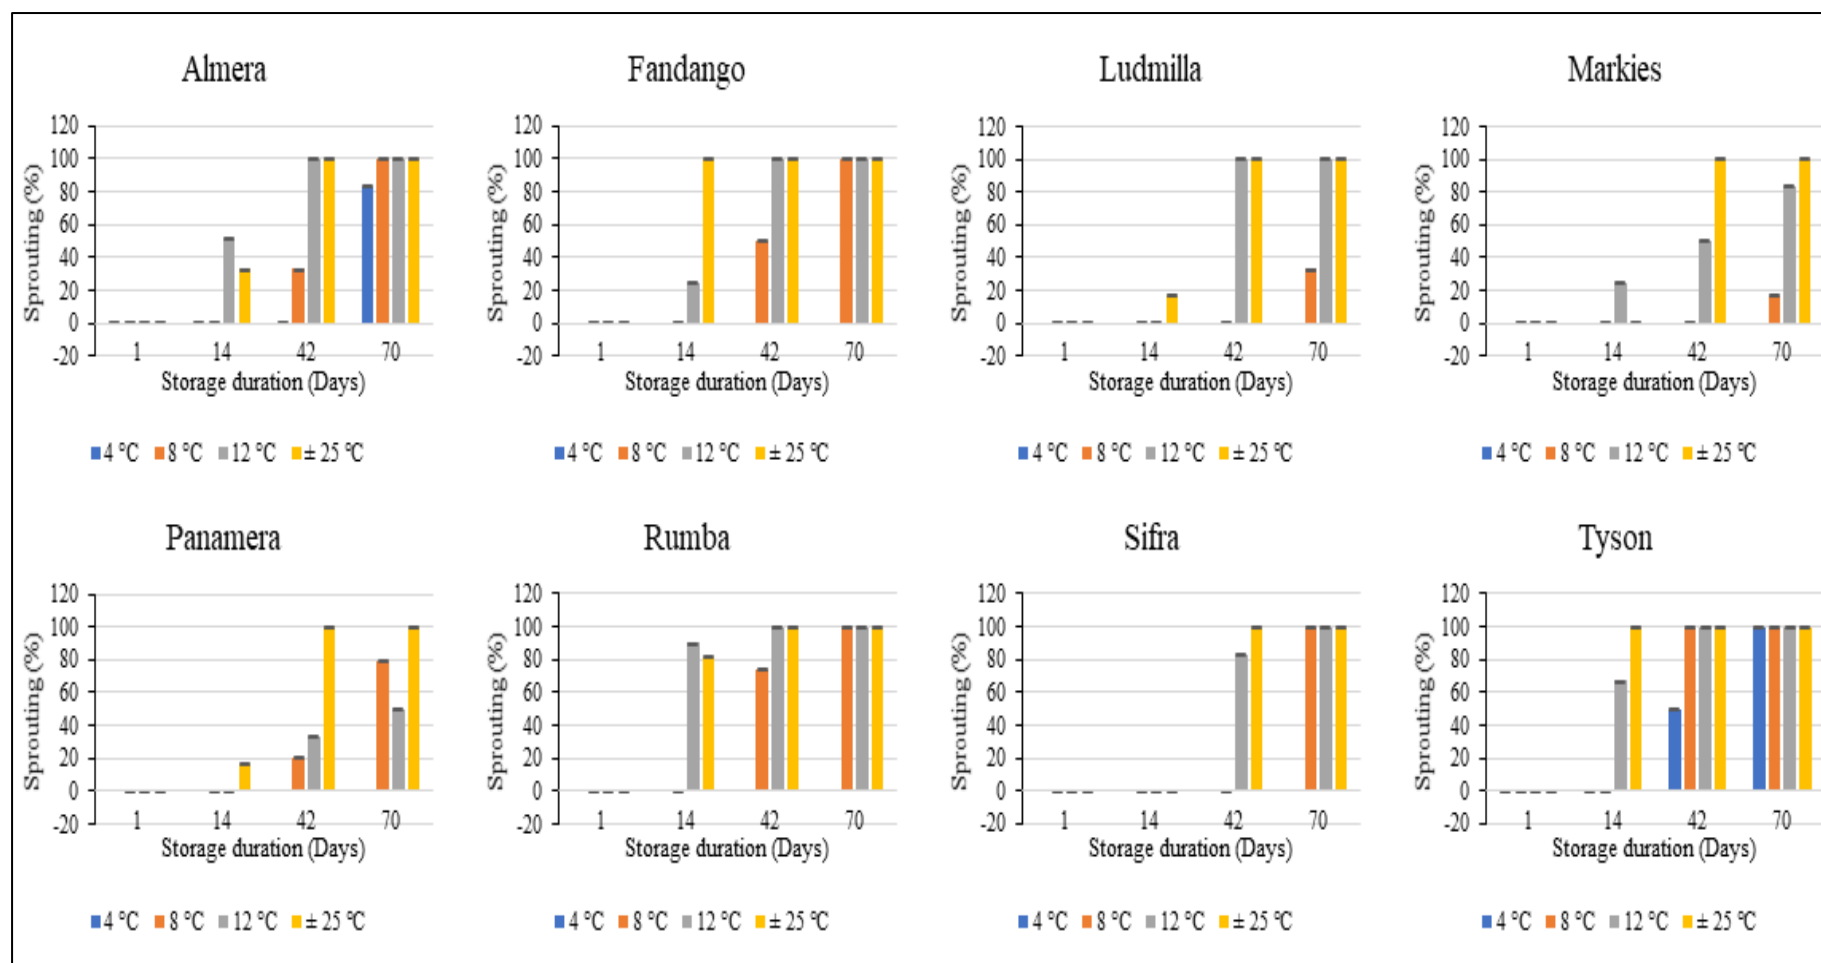 Almera
Fandango
Ludmilla
Markies
Sprouting (%)
120
100
80
60
40
20
0
-20
1 14 42 70
Storage duration (Days)
4 °C 8 °C 12 °C ± 25 °C
Sprouting (%)
120
100
80
60
40
20
0
-20
1 14 42 70
Storage duration (Days)
4 °C 8 °C 12 °C ± 25 °C
Sprouting (%)
120
100
80
60
40
20
0
-20
1 14 42 70
Storage duration (Days)
4 °C 8 °C 12 °C ± 25 °C
Sprouting (%)
120
100
80
60
40
20
0
-20
1 14 42 70
Storage duration (Days)
4 °C 8 °C 12 °C ± 25 °C
Panamera
Rumba
Sifra
Tyson
Sprouting (%)
120
100
80
60
40
20
0
-20
1 14 42 70
Storage duration (Days)
4 °C 8 °C 12 °C ± 25 °C
Sprouting (%)
120
100
80
60
40
20
0
-20
1 14 42 70
Storage duration (Days)
4 °C 8 °C 12 °C ± 25 °C
Sprouting (%)
120
100
80
60
40
20
0
-20
1 14 42 70
Storage duration (Days)
4 °C 8 °C 12 °C ± 25 °C
Sprouting (%)
120
100
80
60
40
20
0
-20
1 14 42 70
Storage duration (Days)
4 °C 8 °C 12 °C ± 25 °C